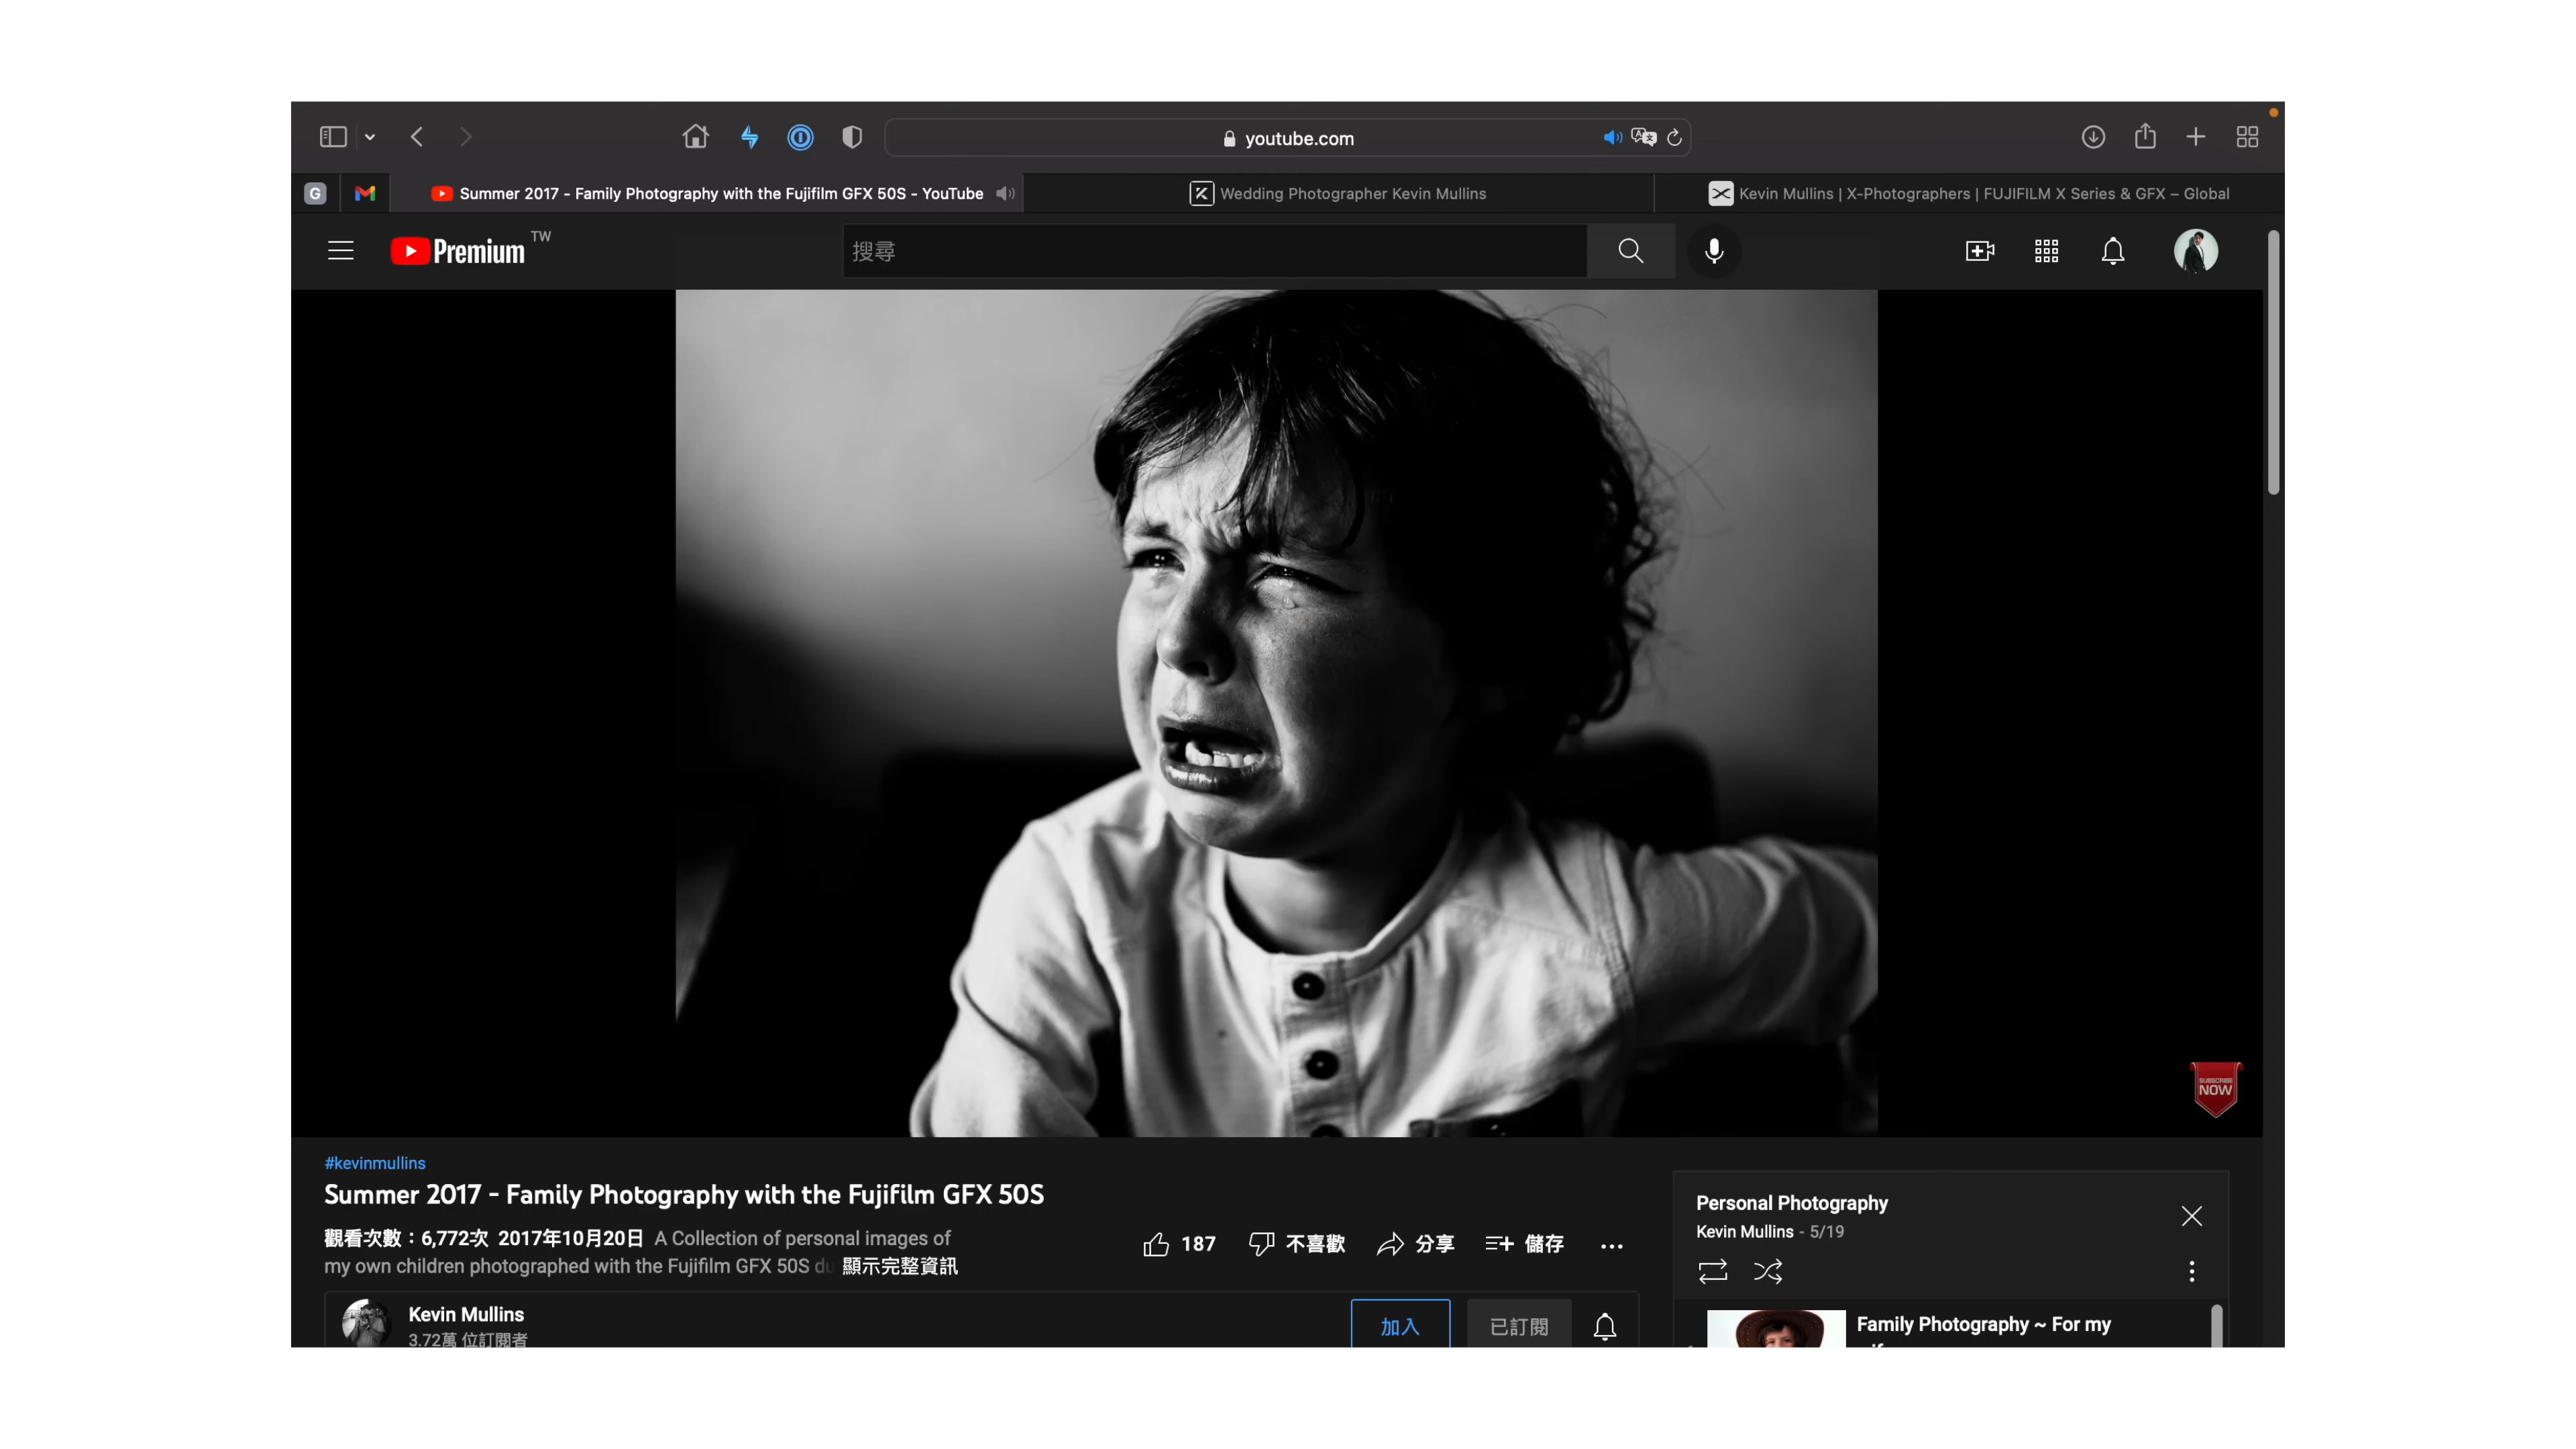 youtube.com
G
Summer 2017 - Family Photography with the Fujifilm GFX 50S - YouTube
Wedding Photographer Kevin Mullins
Kevin Mullins | X-Photographers | FUJIFILM X Series & GFX – Global
Premium TW
搜尋
SUBSCRIBE
NOW
#kevinmullins
Summer 2017 - Family Photography with the Fujifilm GFX 50S
觀看次數：6,772次 2017年10月20日 A Collection of personal images of
my own children photographed with the Fujifilm GFX 50S du 顯示完整資訊
187 不喜歡 分享 儲存
Kevin Mullins
3.72萬 位訂閱者
加入 已訂閱
Personal Photography
Kevin Mullins - 5/19
Family Photography ~ For my